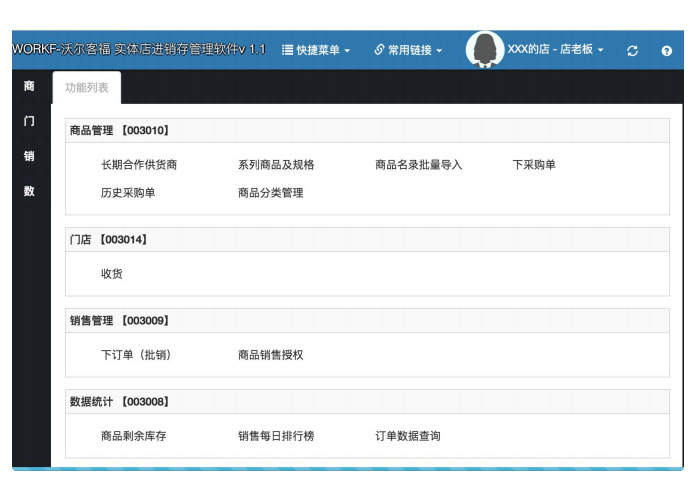 WORKF-沃尔客福 实体店进销存管理软件v 1.1 快捷菜单 常用链接 XXX的店 - 店老板
商 功能列表
门
销
数
商品管理 【003010】
长期合作供货商 系列商品及规格 商品名录批量导入 下采购单
历史采购单 商品分类管理
门店 【003014】
收货
销售管理 【003009】
下订单（批销） 商品销售授权
数据统计 【003008】
商品剩余库存 销售每日排行榜 订单数据查询